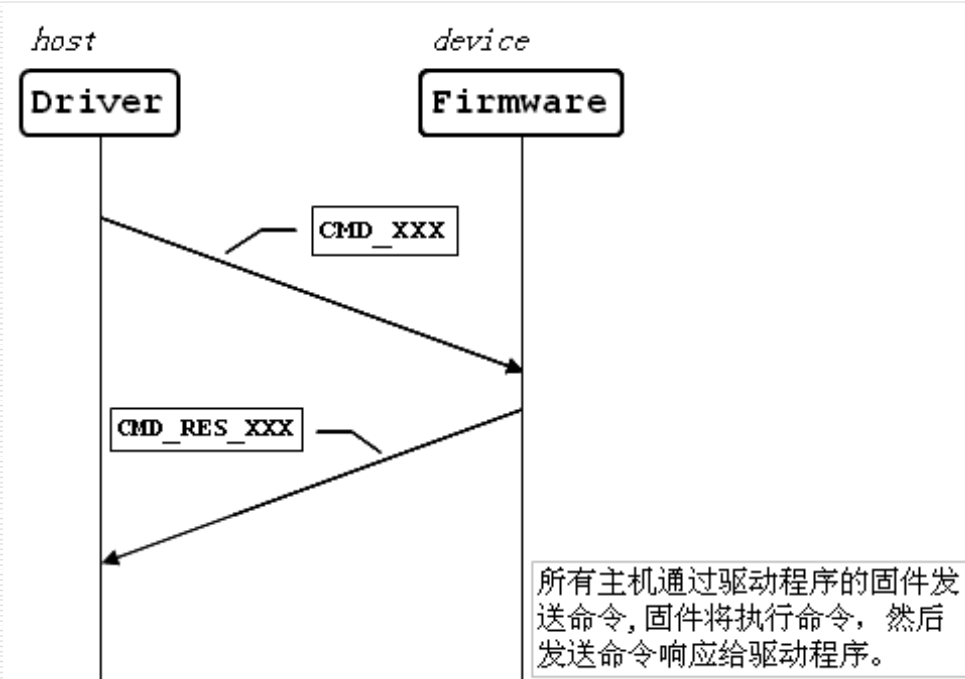 host
device
Driver
Firmware
CMD_XXX
CMD_RES_XXX
所有主机通过驱动程序的固件发
送命令,固件将执行命令，然后
发送命令响应给驱动程序。